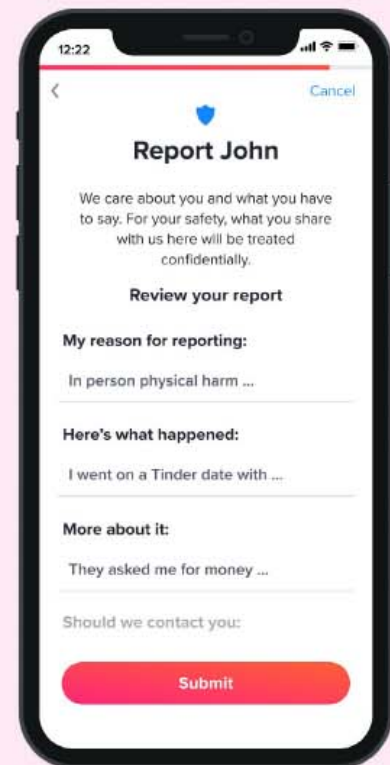 12:22
Cancel
Report John
We care about you and what you have
to say. For your safety, what you share
with us here will be treated
confidentially.
Review your report
My reason for reporting:
In person physical harm ...
Here's what happened:
I went on a Tinder date with ...
More about it:
They asked me for money ...
Should we contact you:
Submit